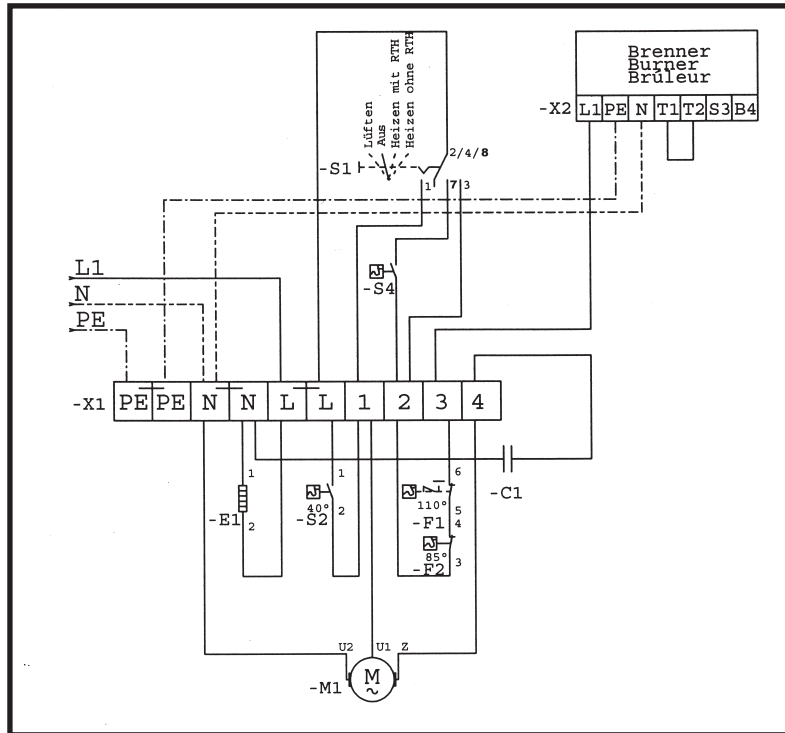 Brenner
Burner
Brûleur
-X2 L1 PE N T1 T2 S3 B4
Lüften
Aus
Heizen mit RTH
Heizen ohne RTH
2/4/8
-S1
1 7 3
-S4
L1
N
PE
-X1 PE PE N N L L 1 2 3 4
-C1
1
2
-E1
1
40°
2
-S2
6
110°
5
-F1
4
85°
3
-F2
U2 U1 Z
M
~
-M1